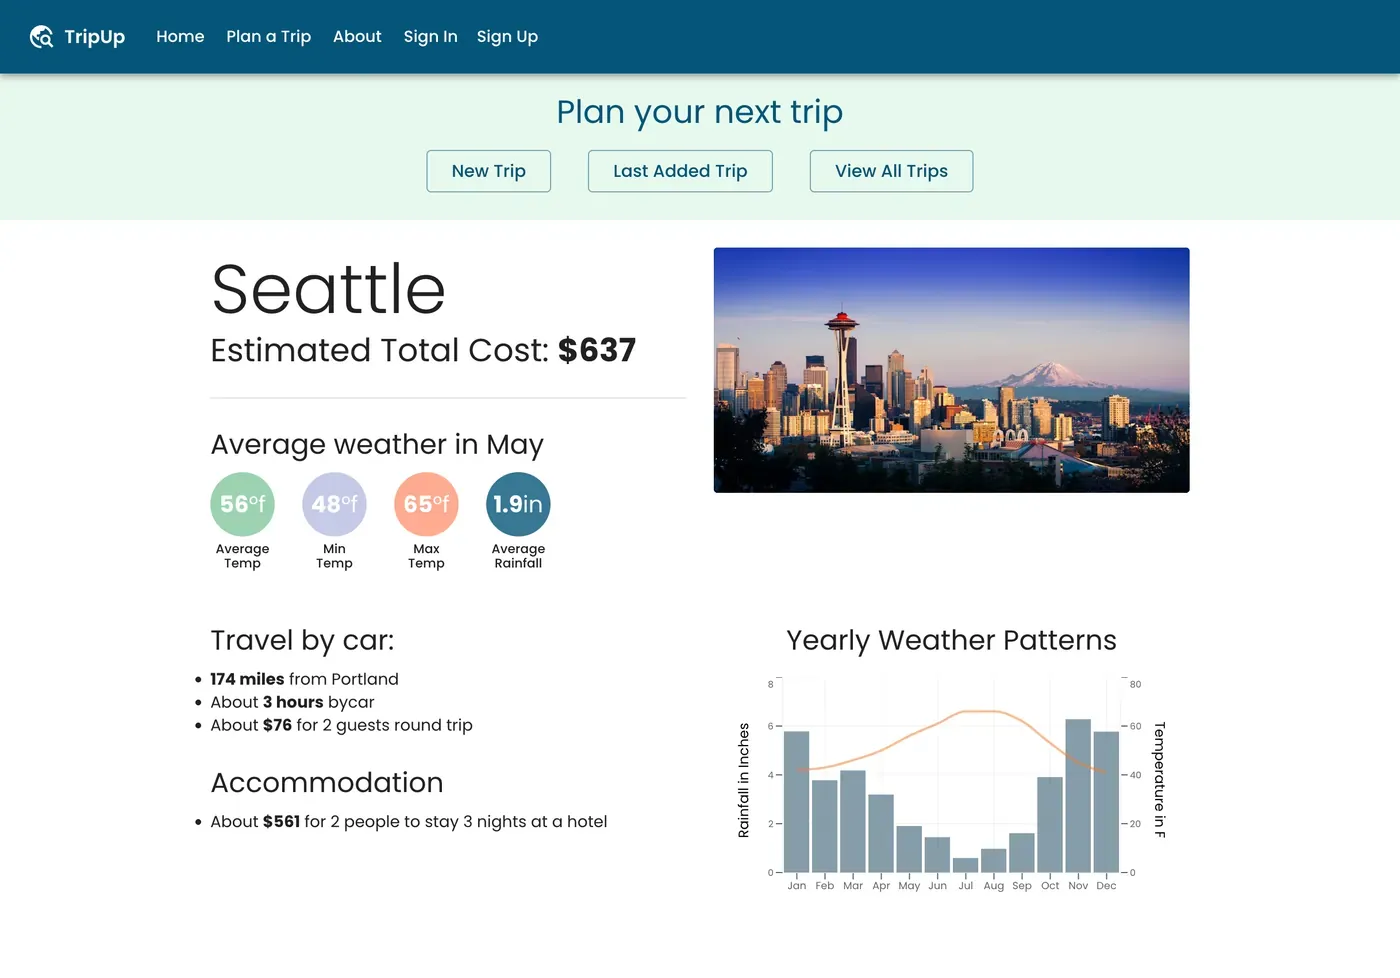 TripUp
Home
Plan a Trip
About
Sign In
Sign Up
Plan your next trip
New Trip
Last Added Trip
View All Trips
Seattle
Estimated Total Cost: $637
Average weather in May
56°f
48°f
65°f
1.9in
Average
Temp
Min
Temp
Max
Temp
Average
Rainfall
Travel by car:
174 miles from Portland
About 3 hours bycar
About $76 for 2 guests round trip
Accommodation
About $561 for 2 people to stay 3 nights at a hotel
Yearly Weather Patterns
Rainfall in Inches
8
6
4
2
0
80
60
40
20
0
Temperature in F
Jan Feb Mar Apr May Jun Jul Aug Sep Oct Nov Dec